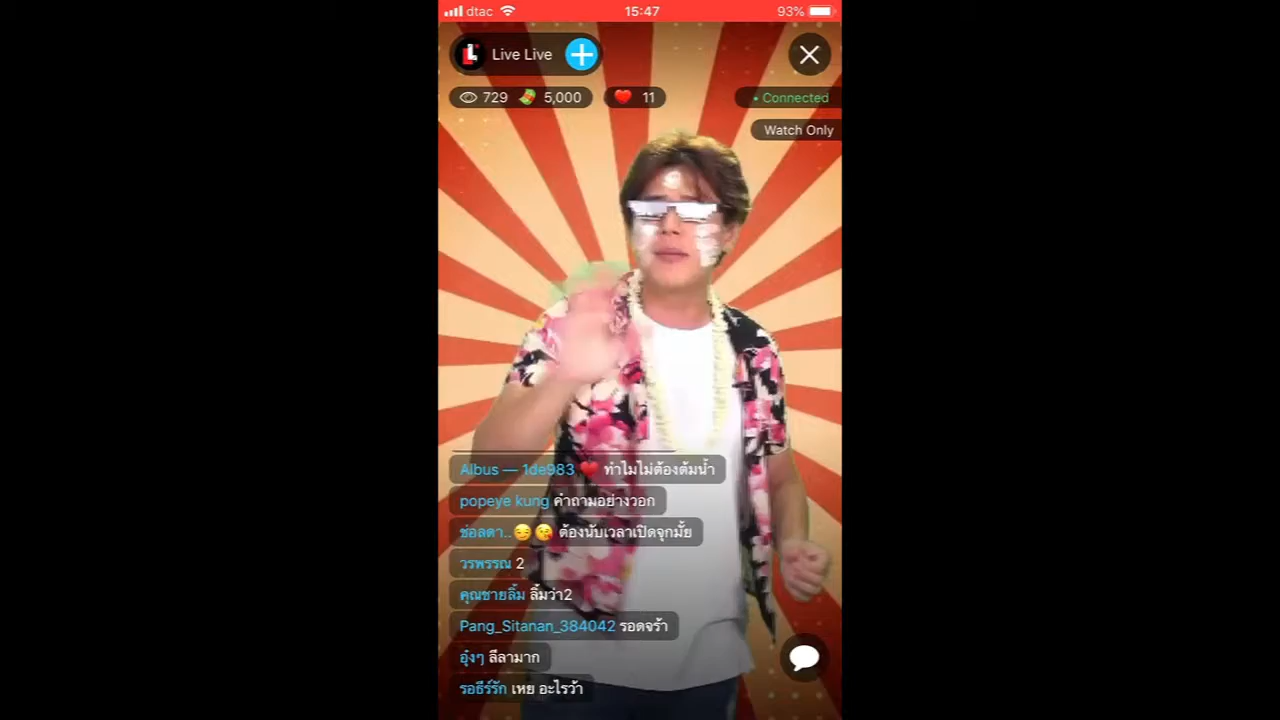 dtac 15:47 93%
Live Live
729 5,000 11 • Connected
Watch Only
Albus — 1de983 ❤️ ทำไมไม่ต้องต้มน้ำ
popeye kung คำถามอย่างวอก
ช่อลดา..😏😘 ต้องนับเวลาเปิดจุกมั้ย
วรพรรณ 2
คุณชายลิ้ม ลิ้มว่า2
Pang_Sitanan_384042 รอดจร้า
อุ๋งๆ ลีลามาก
รอธีร์รัก เหย อะไรว้า